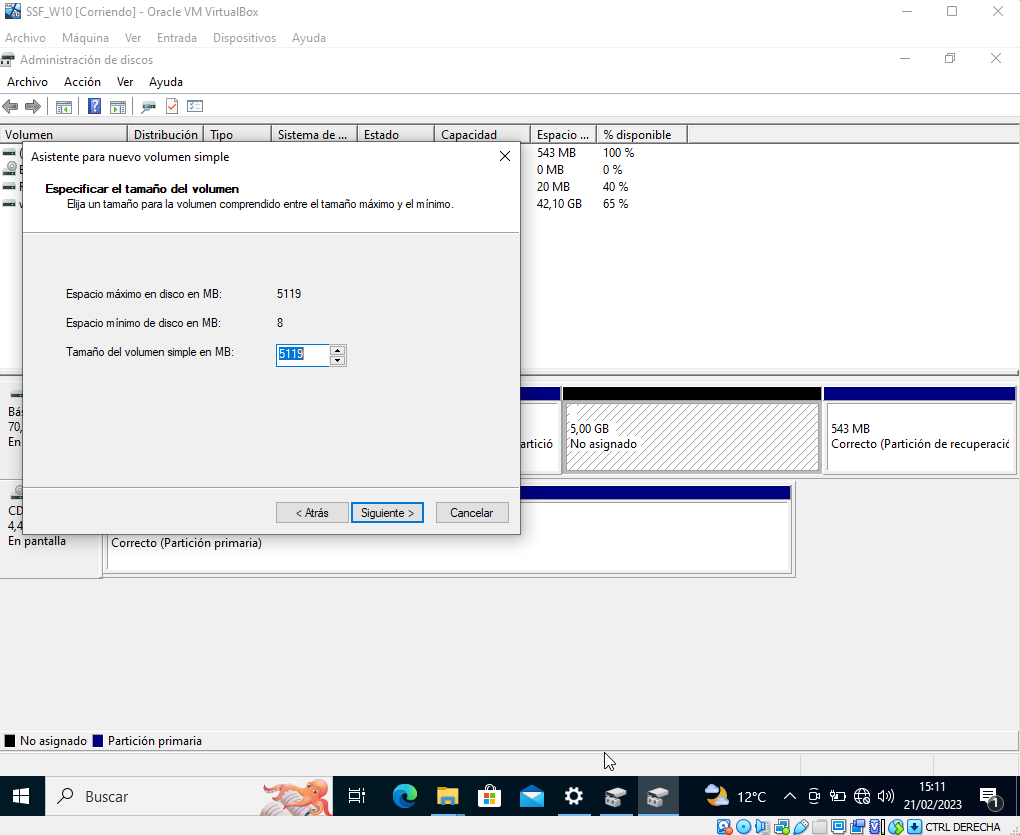 SSF_W10 [Corriendo] - Oracle VM VirtualBox
Archivo Máquina Ver Entrada Dispositivos Ayuda
Administración de discos
Archivo Acción Ver Ayuda
Volumen Distribución Tipo Sistema de ... Estado Capacidad Espacio ... % disponible
543 MB 100 %
0 MB 0 %
20 MB 40 %
42,10 GB 65 %
Asistente para nuevo volumen simple
Especificar el tamaño del volumen
Elija un tamaño para la volumen comprendido entre el tamaño máximo y el mínimo.
Espacio máximo en disco en MB: 5119
Espacio mínimo de disco en MB: 8
Tamaño del volumen simple en MB: 5119
< Atrás Siguiente > Cancelar
Bás
70,
En
artició
5,00 GB
No asignado
543 MB
Correcto (Partición de recuperació
CD
4,4
En pantalla
Correcto (Partición primaria)
No asignado Partición primaria
Buscar
12°C
15:11
21/02/2023
1
CTRL DERECHA